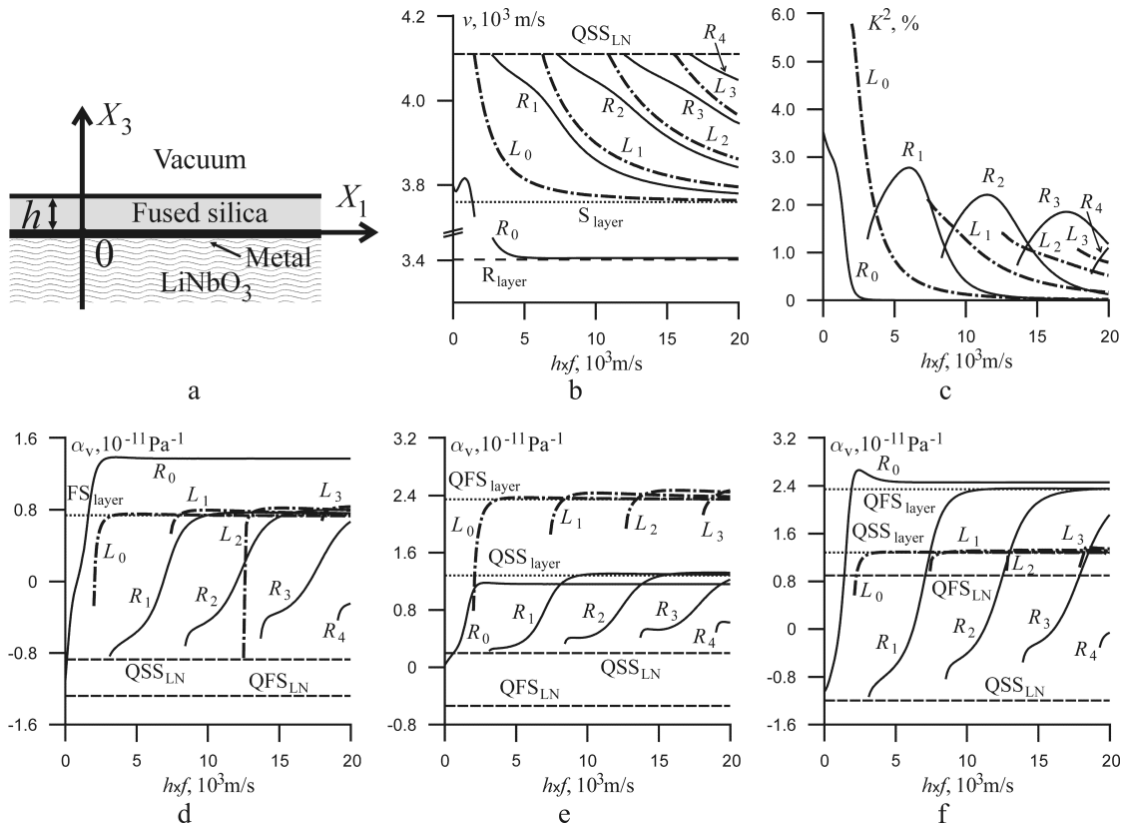 X3
Vacuum
h
Fused silica
X1
0
Metal
LiNbO3
a
v, 10^3 m/s
4.2
QSS_LN
R4
4.0
R1
R2
R3
L3
L2
L0
L1
3.8
S_layer
R0
3.4
R_layer
0 5 10 15 20
h×f, 10^3 m/s
b
K^2, %
6.0
L0
5.0
4.0
3.0
R1
R2
R3
2.0
R4
L1
L2
L3
1.0
R0
0
0 5 10 15 20
h×f, 10^3 m/s
c
1.6
α_v, 10^-11 Pa^-1
R0
FS_layer
L1
L3
0.8
L2
L0
0
R1
R2
R3
R4
-0.8
QSS_LN
QFS_LN
-1.6
0 5 10 15 20
h×f, 10^3 m/s
d
3.2
α_v, 10^-11 Pa^-1
QFS_layer
2.4
L0
L1
L2
L3
1.6
QSS_layer
0.8
R0
R1
R2
R3
R4
QSS_LN
0
QFS_LN
-0.8
0 5 10 15 20
h×f, 10^3 m/s
e
3.2
α_v, 10^-11 Pa^-1
R0
2.4
QFS_layer
1.6
QSS_layer
L1
L3
L0
L2
0.8
QFS_LN
0
R1
R2
R3
R4
-0.8
QSS_LN
-1.6
0 5 10 15 20
h×f, 10^3 m/s
f